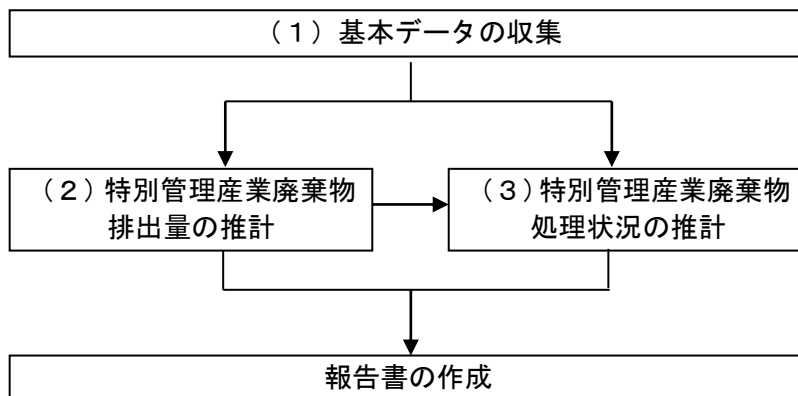 （１）基本データの収集
（２）特別管理産業廃棄物
排出量の推計
（３）特別管理産業廃棄物
処理状況の推計
報告書の作成